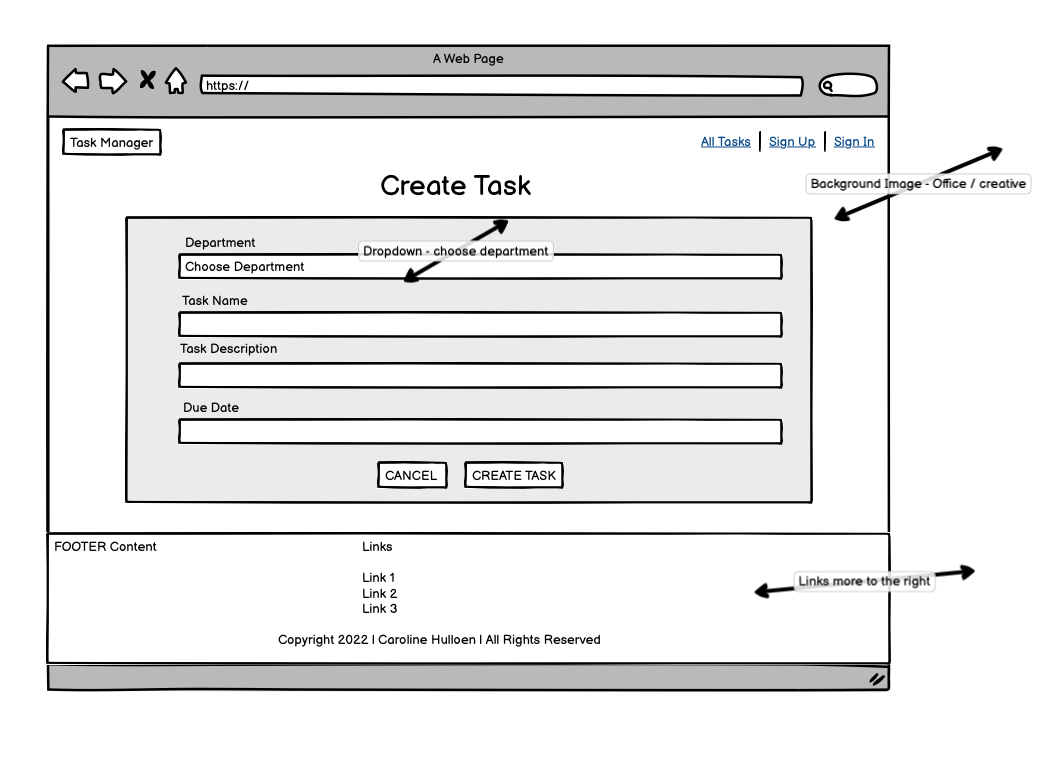 A Web Page
https://
Task Manager
All Tasks | Sign Up | Sign In
Background Image - Office / creative
Create Task
Department
Dropdown - choose department
Choose Department
Task Name
Task Description
Due Date
CANCEL CREATE TASK
FOOTER Content
Links
Link 1
Link 2
Link 3
Links more to the right
Copyright 2022 | Caroline Hulloen | All Rights Reserved